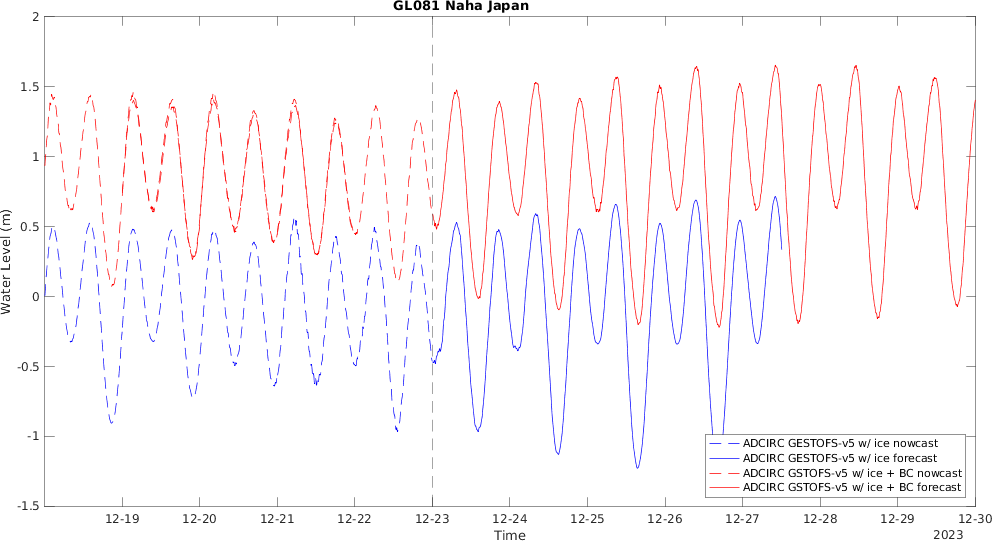 GL081 Naha Japan
2
1.5
1
0.5
0
-0.5
-1
-1.5
Water Level (m)
ADCIRC GESTOFS-v5 w/ ice nowcast
ADCIRC GESTOFS-v5 w/ ice forecast
ADCIRC GSTOFS-v5 w/ ice + BC nowcast
ADCIRC GSTOFS-v5 w/ ice + BC forecast
12-19 12-20 12-21 12-22 12-23 12-24 12-25 12-26 12-27 12-28 12-29 12-30
Time
2023